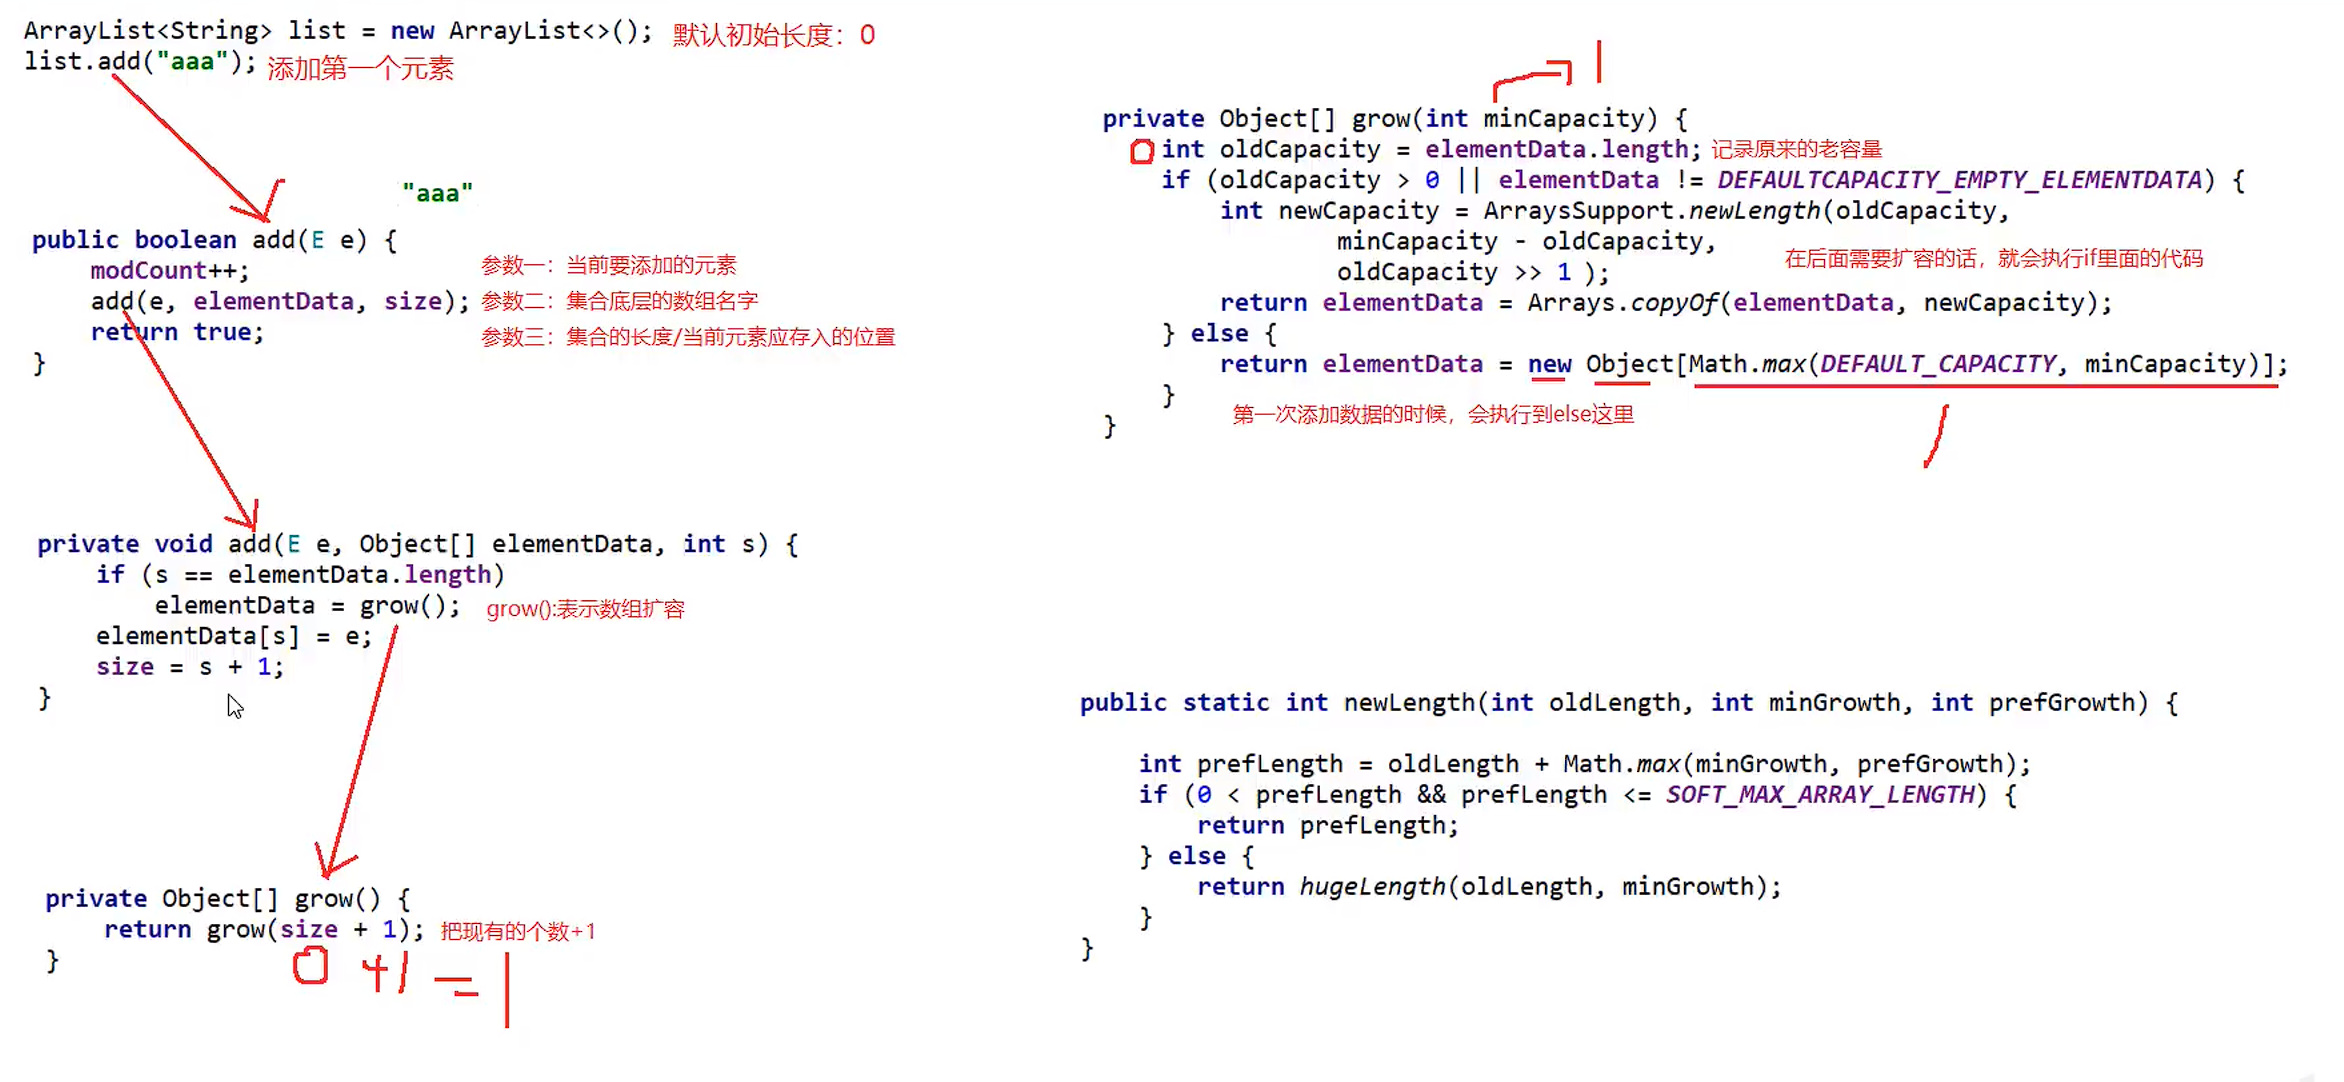 ArrayList<String> list = new ArrayList<>(); 默认初始长度：0
list.add("aaa"); 添加第一个元素
"aaa"
public boolean add(E e) {
modCount++;
参数一：当前要添加的元素
add(e, elementData, size); 参数二：集合底层的数组名字
return true;
参数三：集合的长度/当前元素应存入的位置
}
private void add(E e, Object[] elementData, int s) {
if (s == elementData.length)
elementData = grow(); grow():表示数组扩容
elementData[s] = e;
size = s + 1;
}
private Object[] grow() {
return grow(size + 1); 把现有的个数+1
}
0 +1 = 1
1
private Object[] grow(int minCapacity) {
0 int oldCapacity = elementData.length; 记录原来的老容量
if (oldCapacity > 0 || elementData != DEFAULTCAPACITY_EMPTY_ELEMENTDATA) {
int newCapacity = ArraysSupport.newLength(oldCapacity,
minCapacity - oldCapacity,
在后面需要扩容的话，就会执行if里面的代码
oldCapacity >> 1 );
return elementData = Arrays.copyOf(elementData, newCapacity);
} else {
return elementData = new Object[Math.max(DEFAULT_CAPACITY, minCapacity)];
}
第一次添加数据的时候，会执行到else这里
}
public static int newLength(int oldLength, int minGrowth, int prefGrowth) {
int prefLength = oldLength + Math.max(minGrowth, prefGrowth);
if (0 < prefLength && prefLength <= SOFT_MAX_ARRAY_LENGTH) {
return prefLength;
} else {
return hugeLength(oldLength, minGrowth);
}
}